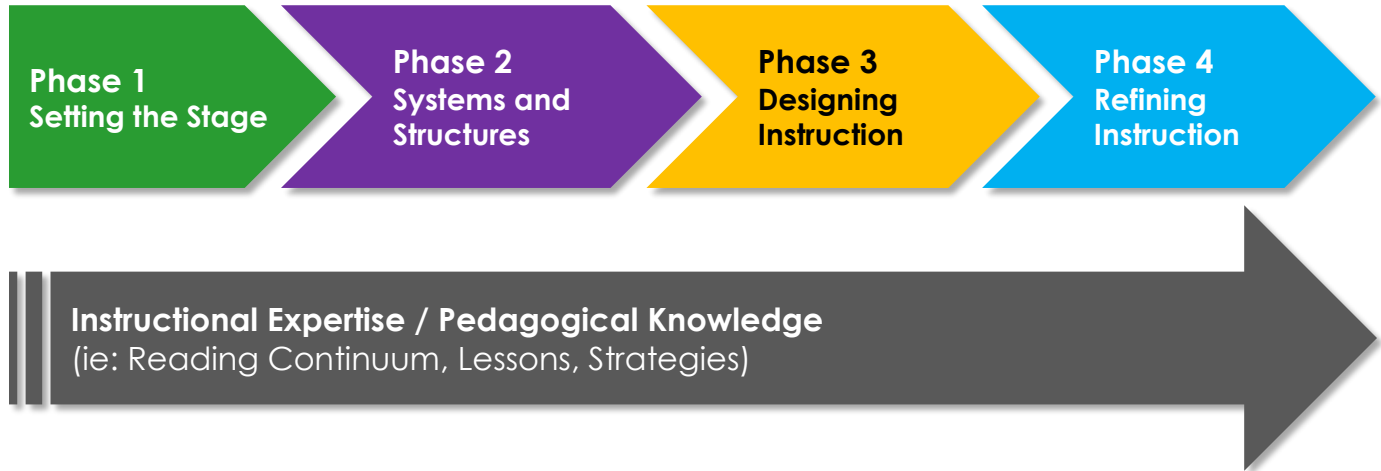 Phase 1
Setting the Stage
Phase 2
Systems and
Structures
Phase 3
Designing
Instruction
Phase 4
Refining
Instruction
Instructional Expertise / Pedagogical Knowledge
(ie: Reading Continuum, Lessons, Strategies)